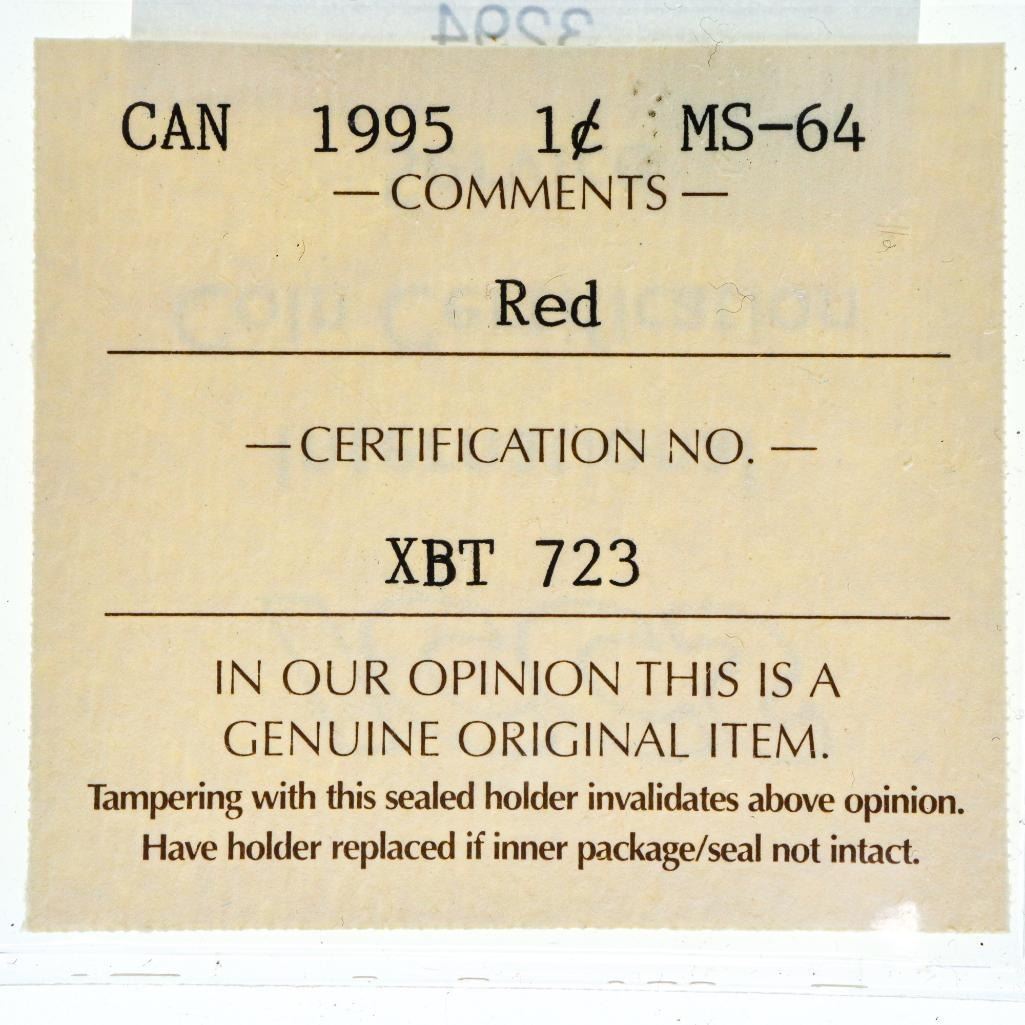 3294
CAN 1995 1¢ MS-64
— COMMENTS —
Red
— CERTIFICATION NO. —
XBT 723
IN OUR OPINION THIS IS A
GENUINE ORIGINAL ITEM.
Tampering with this sealed holder invalidates above opinion.
Have holder replaced if inner package/seal not intact.